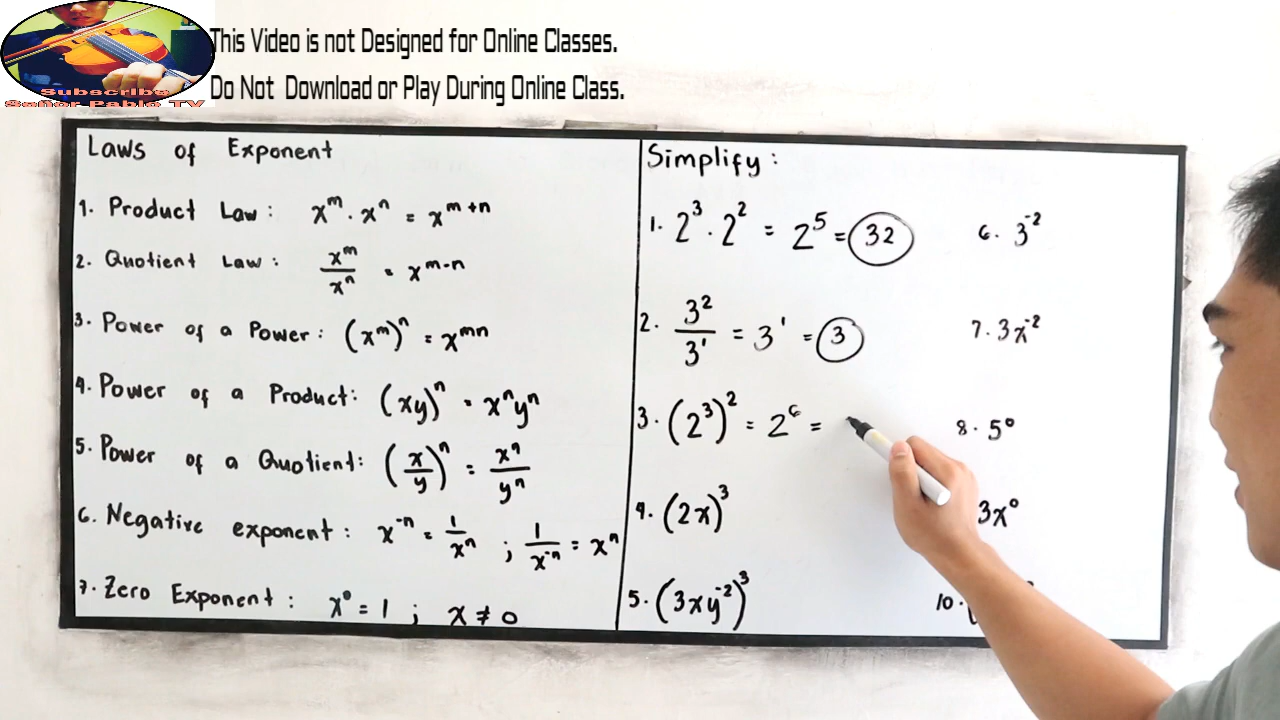 This Video is not Designed for Online Classes.
Do Not Download or Play During Online Class.
Subscribe
Señor Pablo TV
Laws of Exponent
1. Product Law: x^m · x^n = x^(m+n)
2. Quotient Law: x^m/x^n = x^(m-n)
3. Power of a Power: (x^m)^n = x^(mn)
4. Power of a Product: (xy)^n = x^n y^n
5. Power of a Quotient: (x/y)^n = x^n/y^n
6. Negative exponent: x^(-n) = 1/x^n ; 1/x^(-n) = x^n
7. Zero Exponent: x^0 = 1 ; x ≠ 0
Simplify:
1. 2^3 · 2^2 = 2^5 = 32
2. 3^2/3^1 = 3^1 = 3
3. (2^3)^2 = 2^6 =
4. (2x)^3
5. (3xy^(-2))^3
6. 3^(-2)
7. 3x^(-2)
8. 5^0
3x^0
10. (